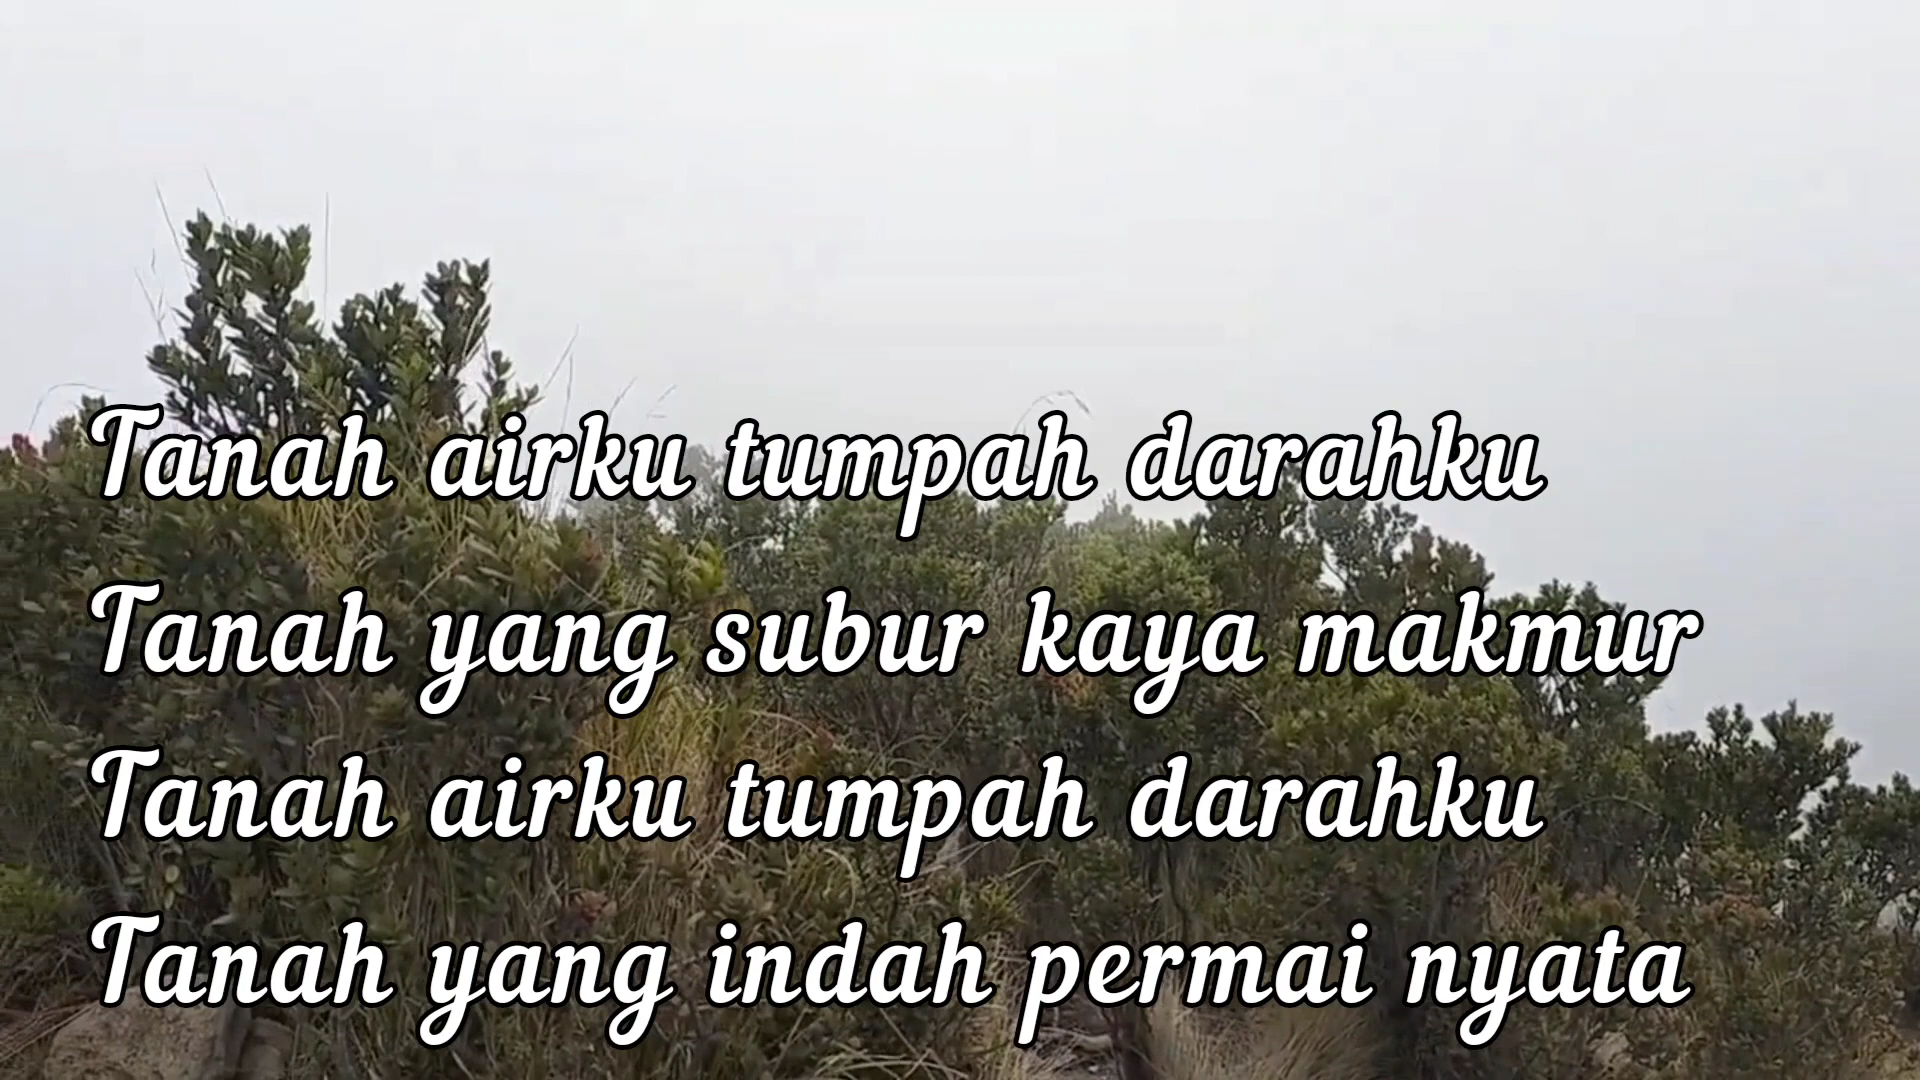 Tanah airku tumpah darahku
Tanah yang subur kaya makmur
Tanah airku tumpah darahku
Tanah yang indah permai nyata